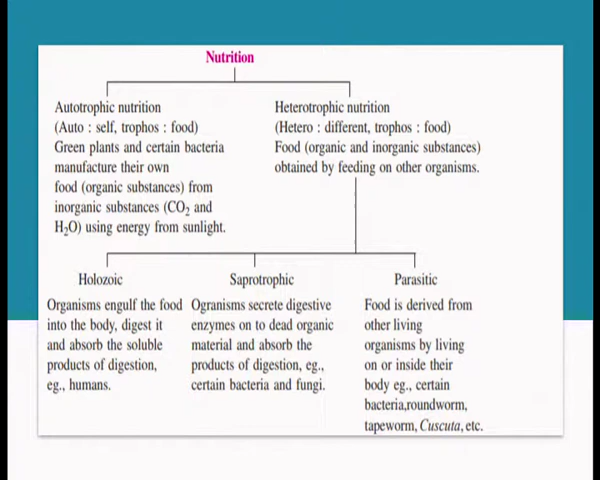 Nutrition
Autotrophic nutrition
(Auto : self, trophos : food)
Green plants and certain bacteria
manufacture their own
food (organic substances) from
inorganic substances (CO₂ and
H₂O) using energy from sunlight.
Heterotrophic nutrition
(Hetero : different, trophos : food)
Food (organic and inorganic substances)
obtained by feeding on other organisms.
Holozoic
Organisms engulf the food
into the body, digest it
and absorb the soluble
products of digestion,
eg., humans.
Saprotrophic
Ogranisms secrete digestive
enzymes on to dead organic
material and absorb the
products of digestion, eg.,
certain bacteria and fungi.
Parasitic
Food is derived from
other living
organisms by living
on or inside their
body eg., certain
bacteria,roundworm,
tapeworm, Cuscuta, etc.